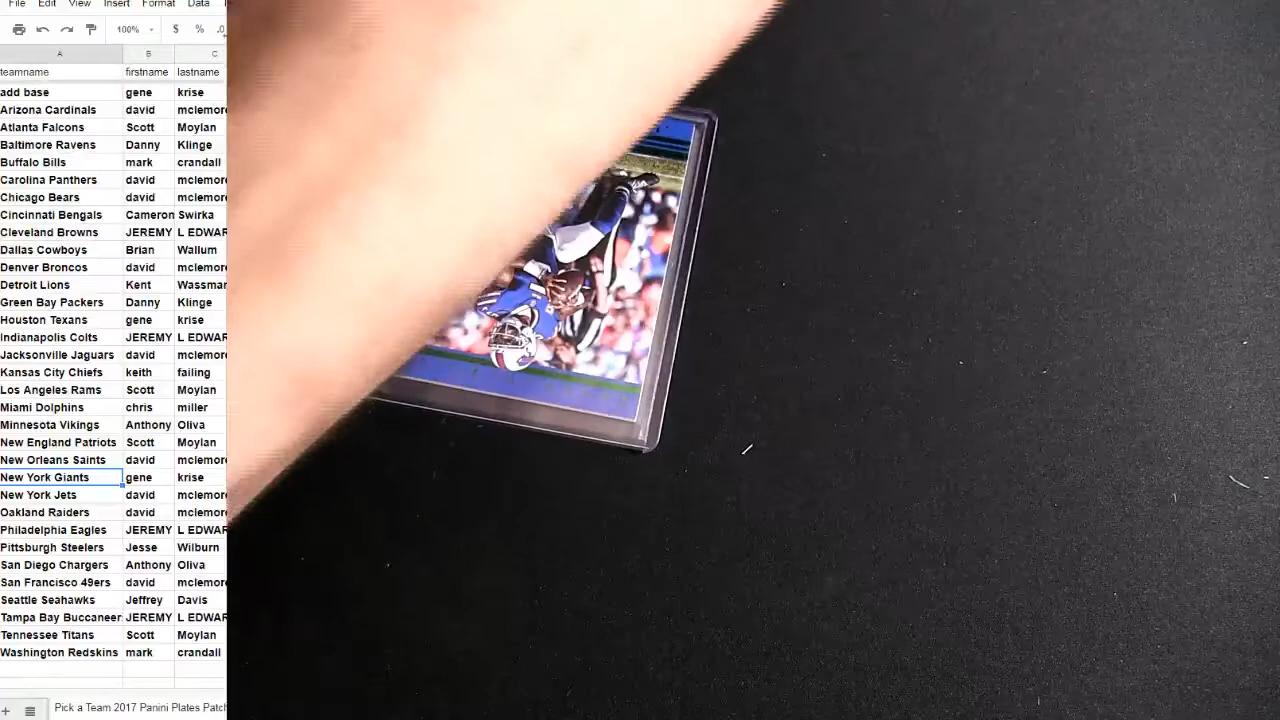 File Edit View Insert Format Data
100% $ % .0
A B C
teamname firstname lastname
add base gene krise
Arizona Cardinals david mclemore
Atlanta Falcons Scott Moylan
Baltimore Ravens Danny Klinge
Buffalo Bills mark crandall
Carolina Panthers david mclemore
Chicago Bears david mclemore
Cincinnati Bengals Cameron Swirka
Cleveland Browns JEREMY L EDWAR
Dallas Cowboys Brian Wallum
Denver Broncos david mclemore
Detroit Lions Kent Wassmar
Green Bay Packers Danny Klinge
Houston Texans gene krise
Indianapolis Colts JEREMY L EDWAR
Jacksonville Jaguars david mclemore
Kansas City Chiefs keith failing
Los Angeles Rams Scott Moylan
Miami Dolphins chris miller
Minnesota Vikings Anthony Oliva
New England Patriots Scott Moylan
New Orleans Saints david mclemore
New York Giants gene krise
New York Jets david mclemore
Oakland Raiders david mclemore
Philadelphia Eagles JEREMY L EDWAR
Pittsburgh Steelers Jesse Wilburn
San Diego Chargers Anthony Oliva
San Francisco 49ers david mclemore
Seattle Seahawks Jeffrey Davis
Tampa Bay Buccaneer JEREMY L EDWAR
Tennessee Titans Scott Moylan
Washington Redskins mark crandall
Pick a Team 2017 Panini Plates Patch